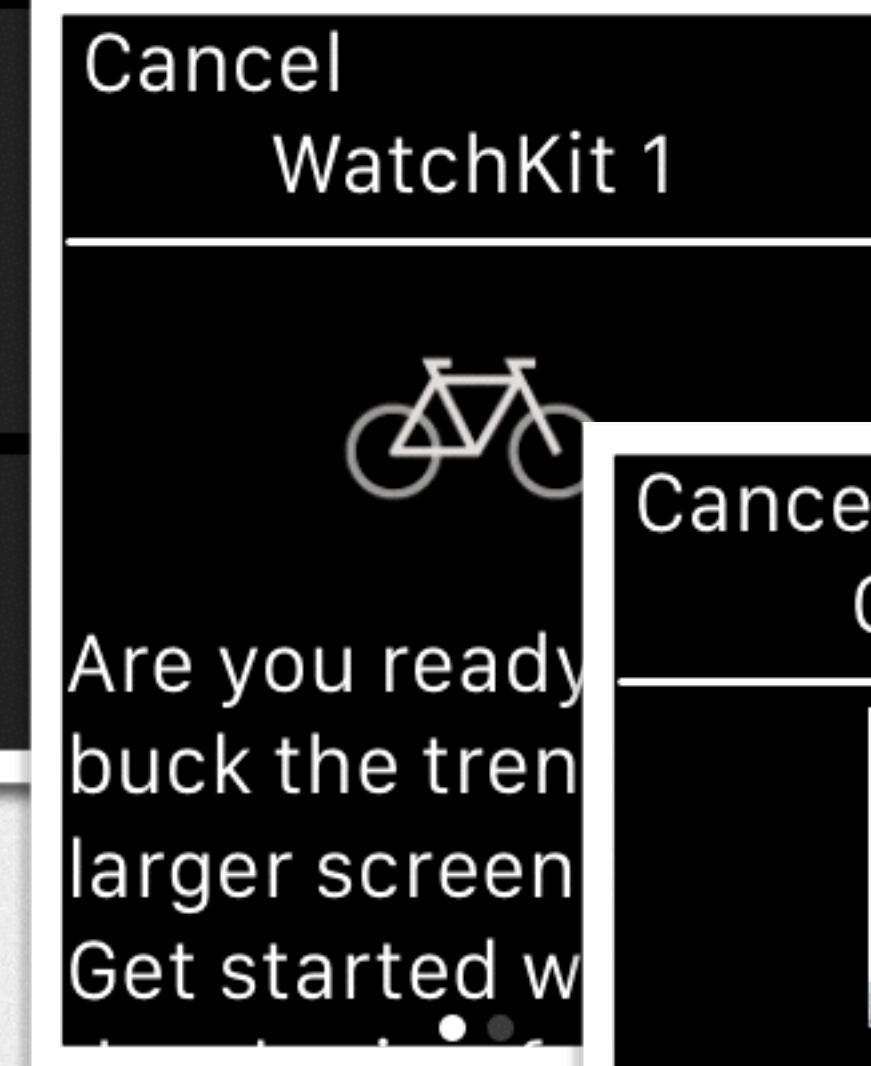 Cancel
WatchKit 1
Are you ready
buck the tren
larger screen
Get started w
Cance